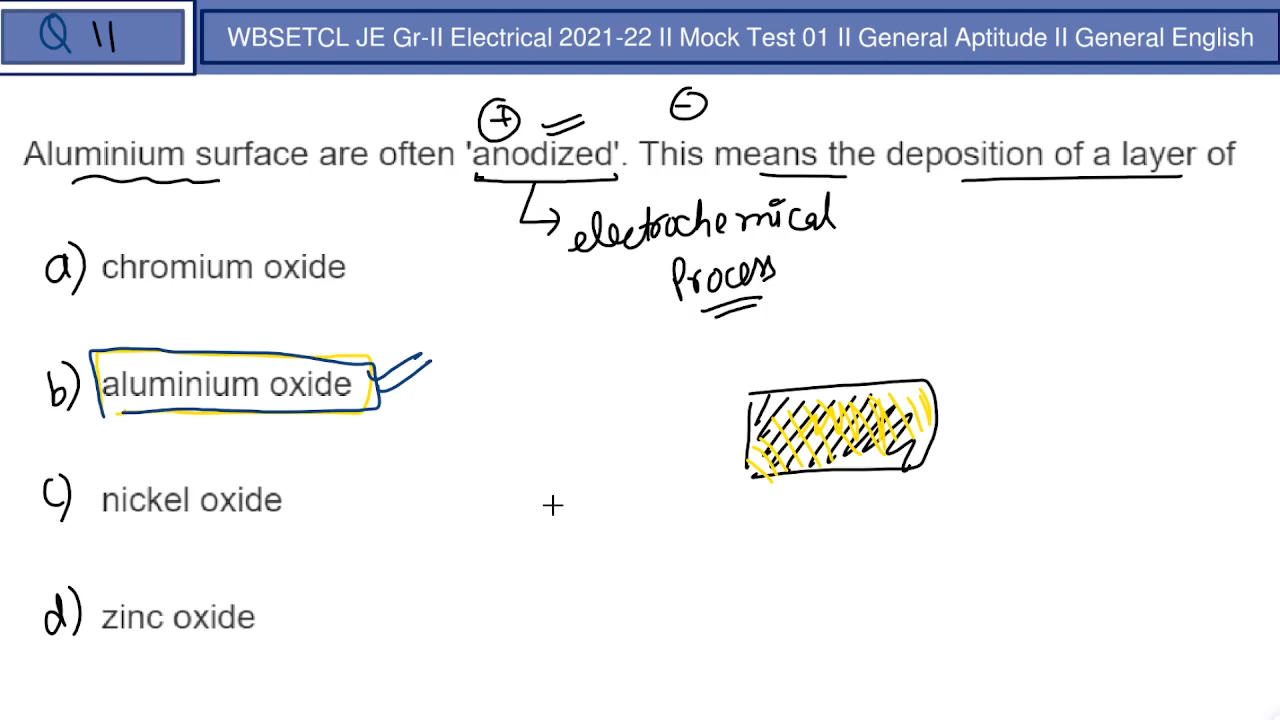 Q 11
WBSETCL JE Gr-II Electrical 2021-22 II Mock Test 01 II General Aptitude II General English
+ −
Aluminium surface are often 'anodized'. This means the deposition of a layer of
electrochemical
Process
a) chromium oxide
b) aluminium oxide
c) nickel oxide
d) zinc oxide